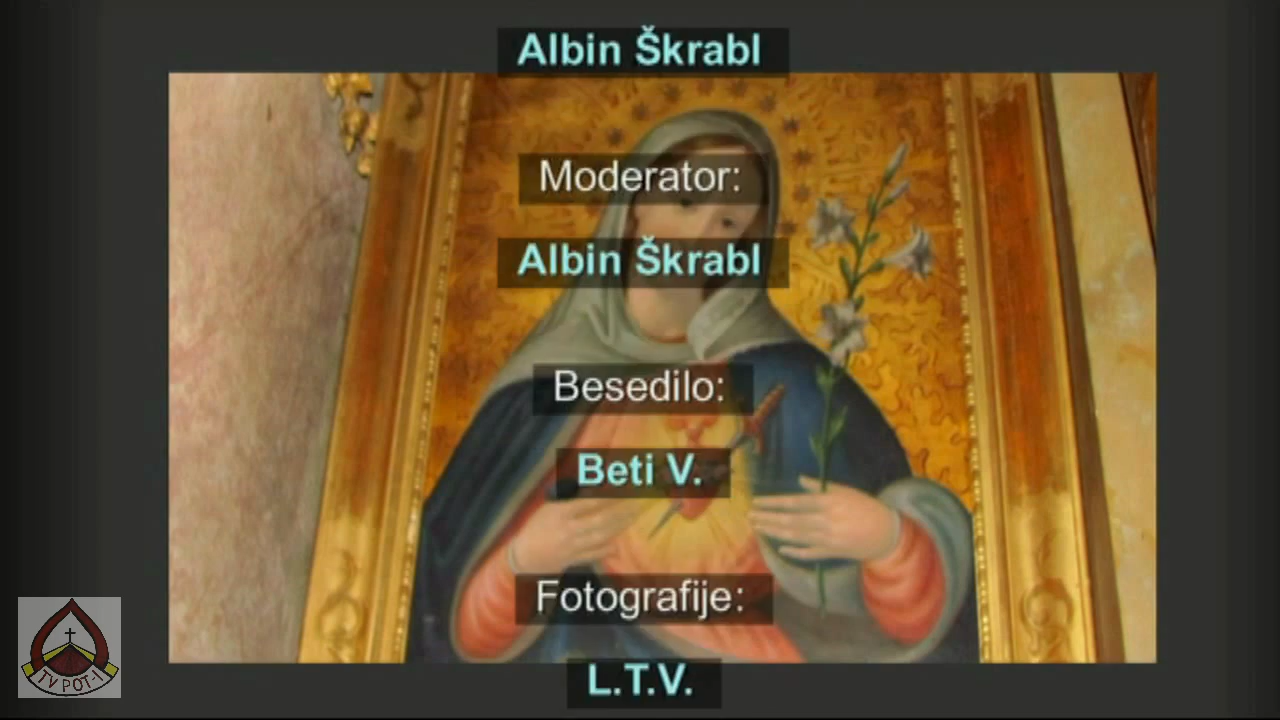 Albin Škrabl
Moderator:
Albin Škrabl
Besedilo:
Beti V.
Fotografije:
L.T.V.
TV POT-1